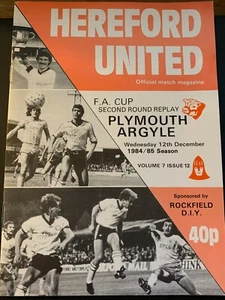 HEREFORD
UNITED
Official match magazine
F.A. CUP
SECOND ROUND REPLAY
PLYMOUTH
ARGYLE
Wednesday 12th December
1984/85 Season
VOLUME 7 ISSUE 12
Sponsored by
ROCKFIELD
D.I.Y.
40p